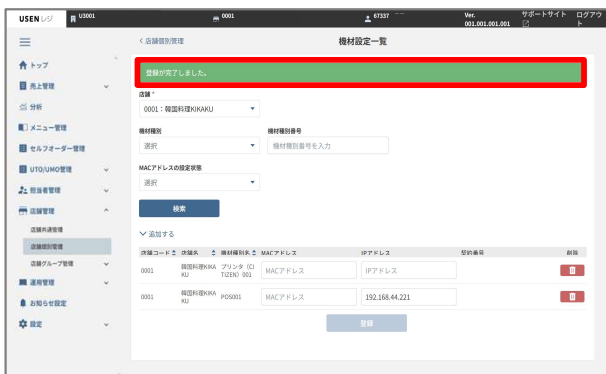 USEN レジ U3001 0001 67337 Ver. 001.001.001.001 サポートサイト ログアウト
トップ
売上管理
分析
メニュー管理
セルフオーダー管理
UTO/UMO管理
担当者管理
店舗管理
店舗共通管理
店舗個別管理
店舗グループ管理
運用管理
お知らせ設定
設定
店舗個別管理
機材設定一覧
登録が完了しました。
店舗 *
0001：韓国料理KIKAKU
機材種別 機材種別番号
選択 機材種別番号を入力
MACアドレスの設定状態
選択
検索
追加する
店舗コード 店舗名 機材種別名 MACアドレス IPアドレス 契約番号 削除
0001 韓国料理KIKAKU プリンタ（CITIZEN）001 MACアドレス IPアドレス
0001 韓国料理KIKAKU POS001 MACアドレス 192.168.44.221
登録